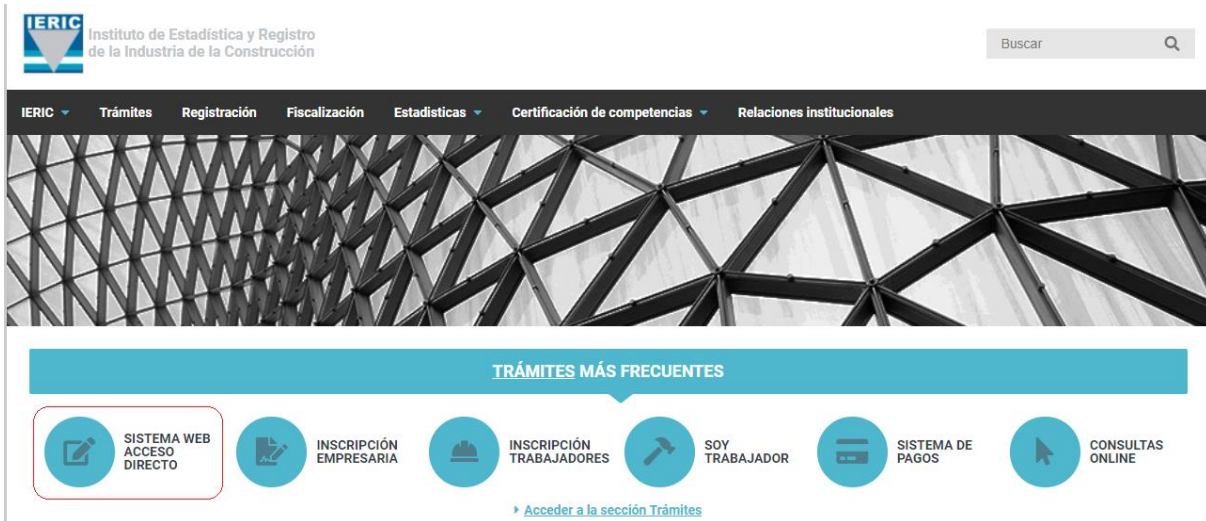 IERIC
Instituto de Estadística y Registro
de la Industria de la Construcción
Buscar
IERIC Trámites Registración Fiscalización Estadisticas Certificación de competencias Relaciones institucionales
TRÁMITES MÁS FRECUENTES
SISTEMA WEB
ACCESO
DIRECTO
INSCRIPCIÓN
EMPRESARIA
INSCRIPCIÓN
TRABAJADORES
SOY
TRABAJADOR
SISTEMA DE
PAGOS
CONSULTAS
ONLINE
Acceder a la sección Trámites